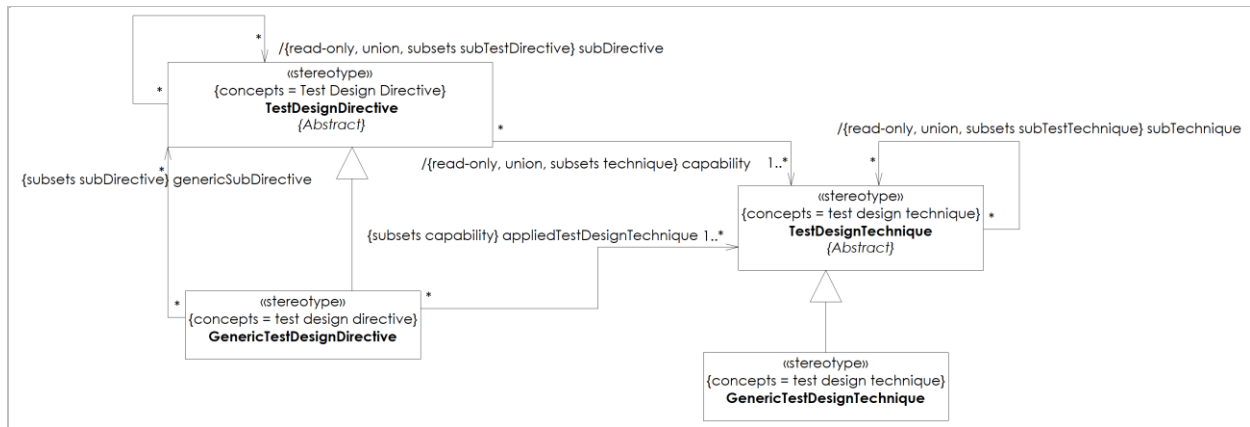 *
/{read-only, union, subsets subTestDirective} subDirective
«stereotype»
{concepts = Test Design Directive}
TestDesignDirective
{Abstract}
*
*
/{read-only, union, subsets subTestTechnique} subTechnique
/{read-only, union, subsets technique} capability 1..*
*
*
{subsets subDirective} genericSubDirective
«stereotype»
{concepts = test design technique}
TestDesignTechnique
{Abstract}
*
{subsets capability} appliedTestDesignTechnique 1..*
*
«stereotype»
{concepts = test design directive}
GenericTestDesignDirective
*
«stereotype»
{concepts = test design technique}
GenericTestDesignTechnique